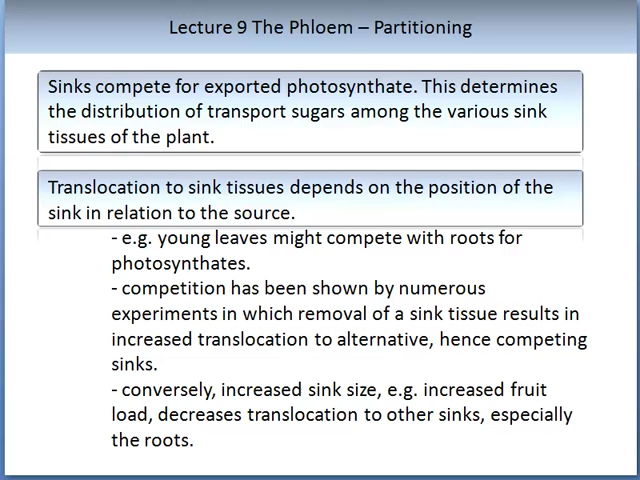 Lecture 9 The Phloem – Partitioning
Sinks compete for exported photosynthate. This determines
the distribution of transport sugars among the various sink
tissues of the plant.
Translocation to sink tissues depends on the position of the
sink in relation to the source.
- e.g. young leaves might compete with roots for
photosynthates.
- competition has been shown by numerous
experiments in which removal of a sink tissue results in
increased translocation to alternative, hence competing
sinks.
- conversely, increased sink size, e.g. increased fruit
load, decreases translocation to other sinks, especially
the roots.